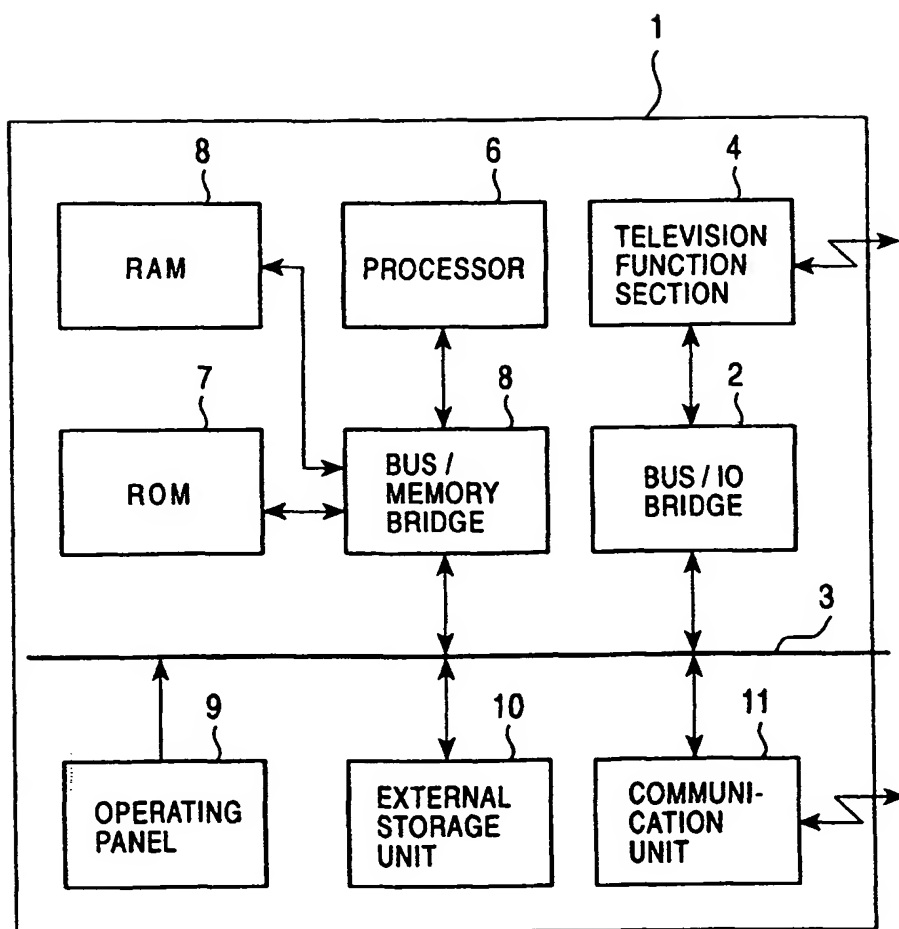 1
8
6
4
RAM
PROCESSOR
TELEVISION
FUNCTION
SECTION
7
8
2
ROM
BUS /
MEMORY
BRIDGE
BUS / IO
BRIDGE
3
9
10
11
OPERATING
PANEL
EXTERNAL
STORAGE
UNIT
COMMUNI-
CATION
UNIT